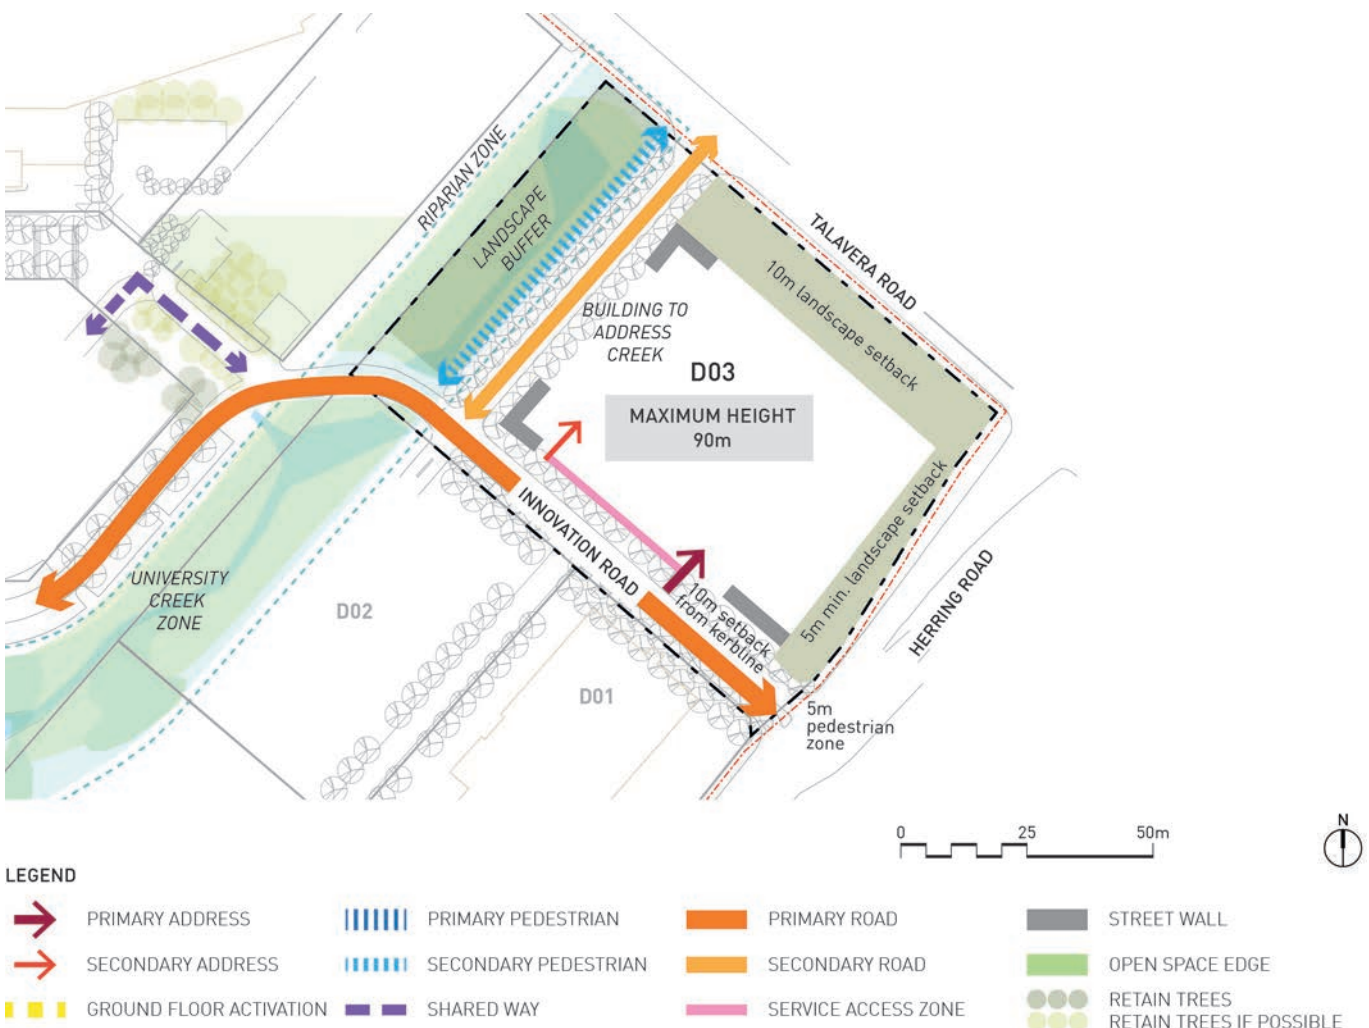 RIPARIAN ZONE
LANDSCAPE
BUFFER
TALAVERA ROAD
10m landscape setback
BUILDING TO
ADDRESS
CREEK
D03
MAXIMUM HEIGHT
90m
5m min. landscape setback
HERRING ROAD
INNOVATION ROAD
10m setback
from kerbline
UNIVERSITY
CREEK
ZONE
D02
D01
5m
pedestrian
zone
0 25 50m
N
LEGEND
PRIMARY ADDRESS
SECONDARY ADDRESS
GROUND FLOOR ACTIVATION
PRIMARY PEDESTRIAN
SECONDARY PEDESTRIAN
SHARED WAY
PRIMARY ROAD
SECONDARY ROAD
SERVICE ACCESS ZONE
STREET WALL
OPEN SPACE EDGE
RETAIN TREES
RETAIN TREES IF POSSIBLE